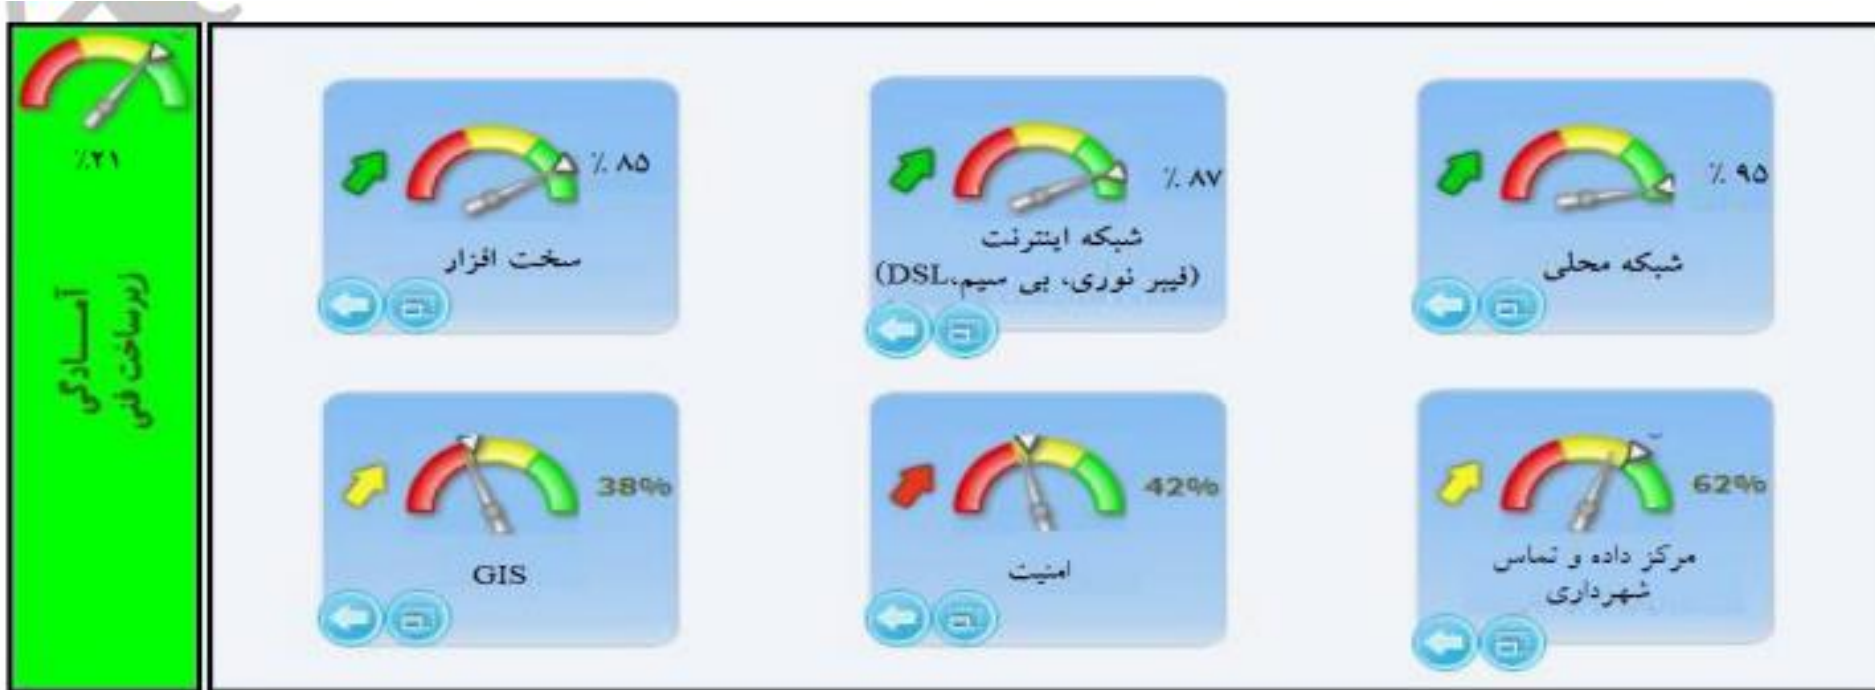 ٪ ۹۵
شبکه محلی
٪ ۸۷
شبکه اینترنت
(فیبر نوری، بی سیم،DSL)
٪ ۸۵
سخت افزار
62%
مرکز داده و تماس
شهرداری
42%
امنیت
38%
GIS
٪۲۱
آمـــادگی
زیرساخت فنی